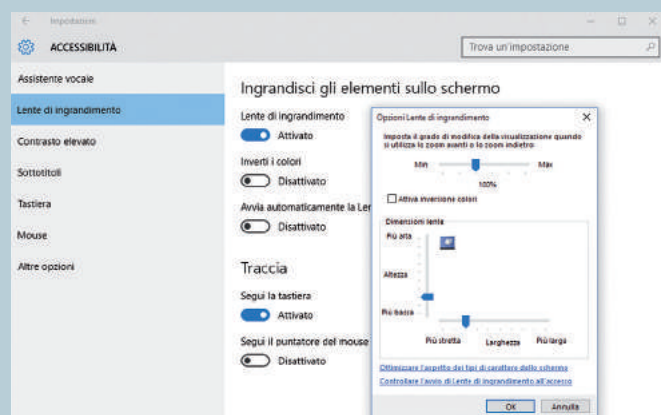 Impostazioni
ACCESSIBILITÀ
Trova un'impostazione
Assistente vocale
Lente di ingrandimento
Contrasto elevato
Sottotitoli
Tastiera
Mouse
Altre opzioni
Ingrandisci gli elementi sullo schermo
Lente di ingrandimento
Attivato
Inverti i colori
Disattivato
Avvia automaticamente la Len
Disattivato
Traccia
Segui la tastiera
Attivato
Segui il puntatore del mouse
Disattivato
Opzioni Lente di ingrandimento
Imposta il grado di modifica della visualizzazione quando
si utilizza lo zoom avanti o lo zoom indietro:
Min Max
100%
Attiva inversione colori
Dimensioni lente
Più alta
Altezza
Più bassa
Più stretta Larghezza Più larga
Ottimizzare l'aspetto dei tipi di carattere dello schermo
Controllare l'avvio di Lente di ingrandimento all'accesso
OK Annulla